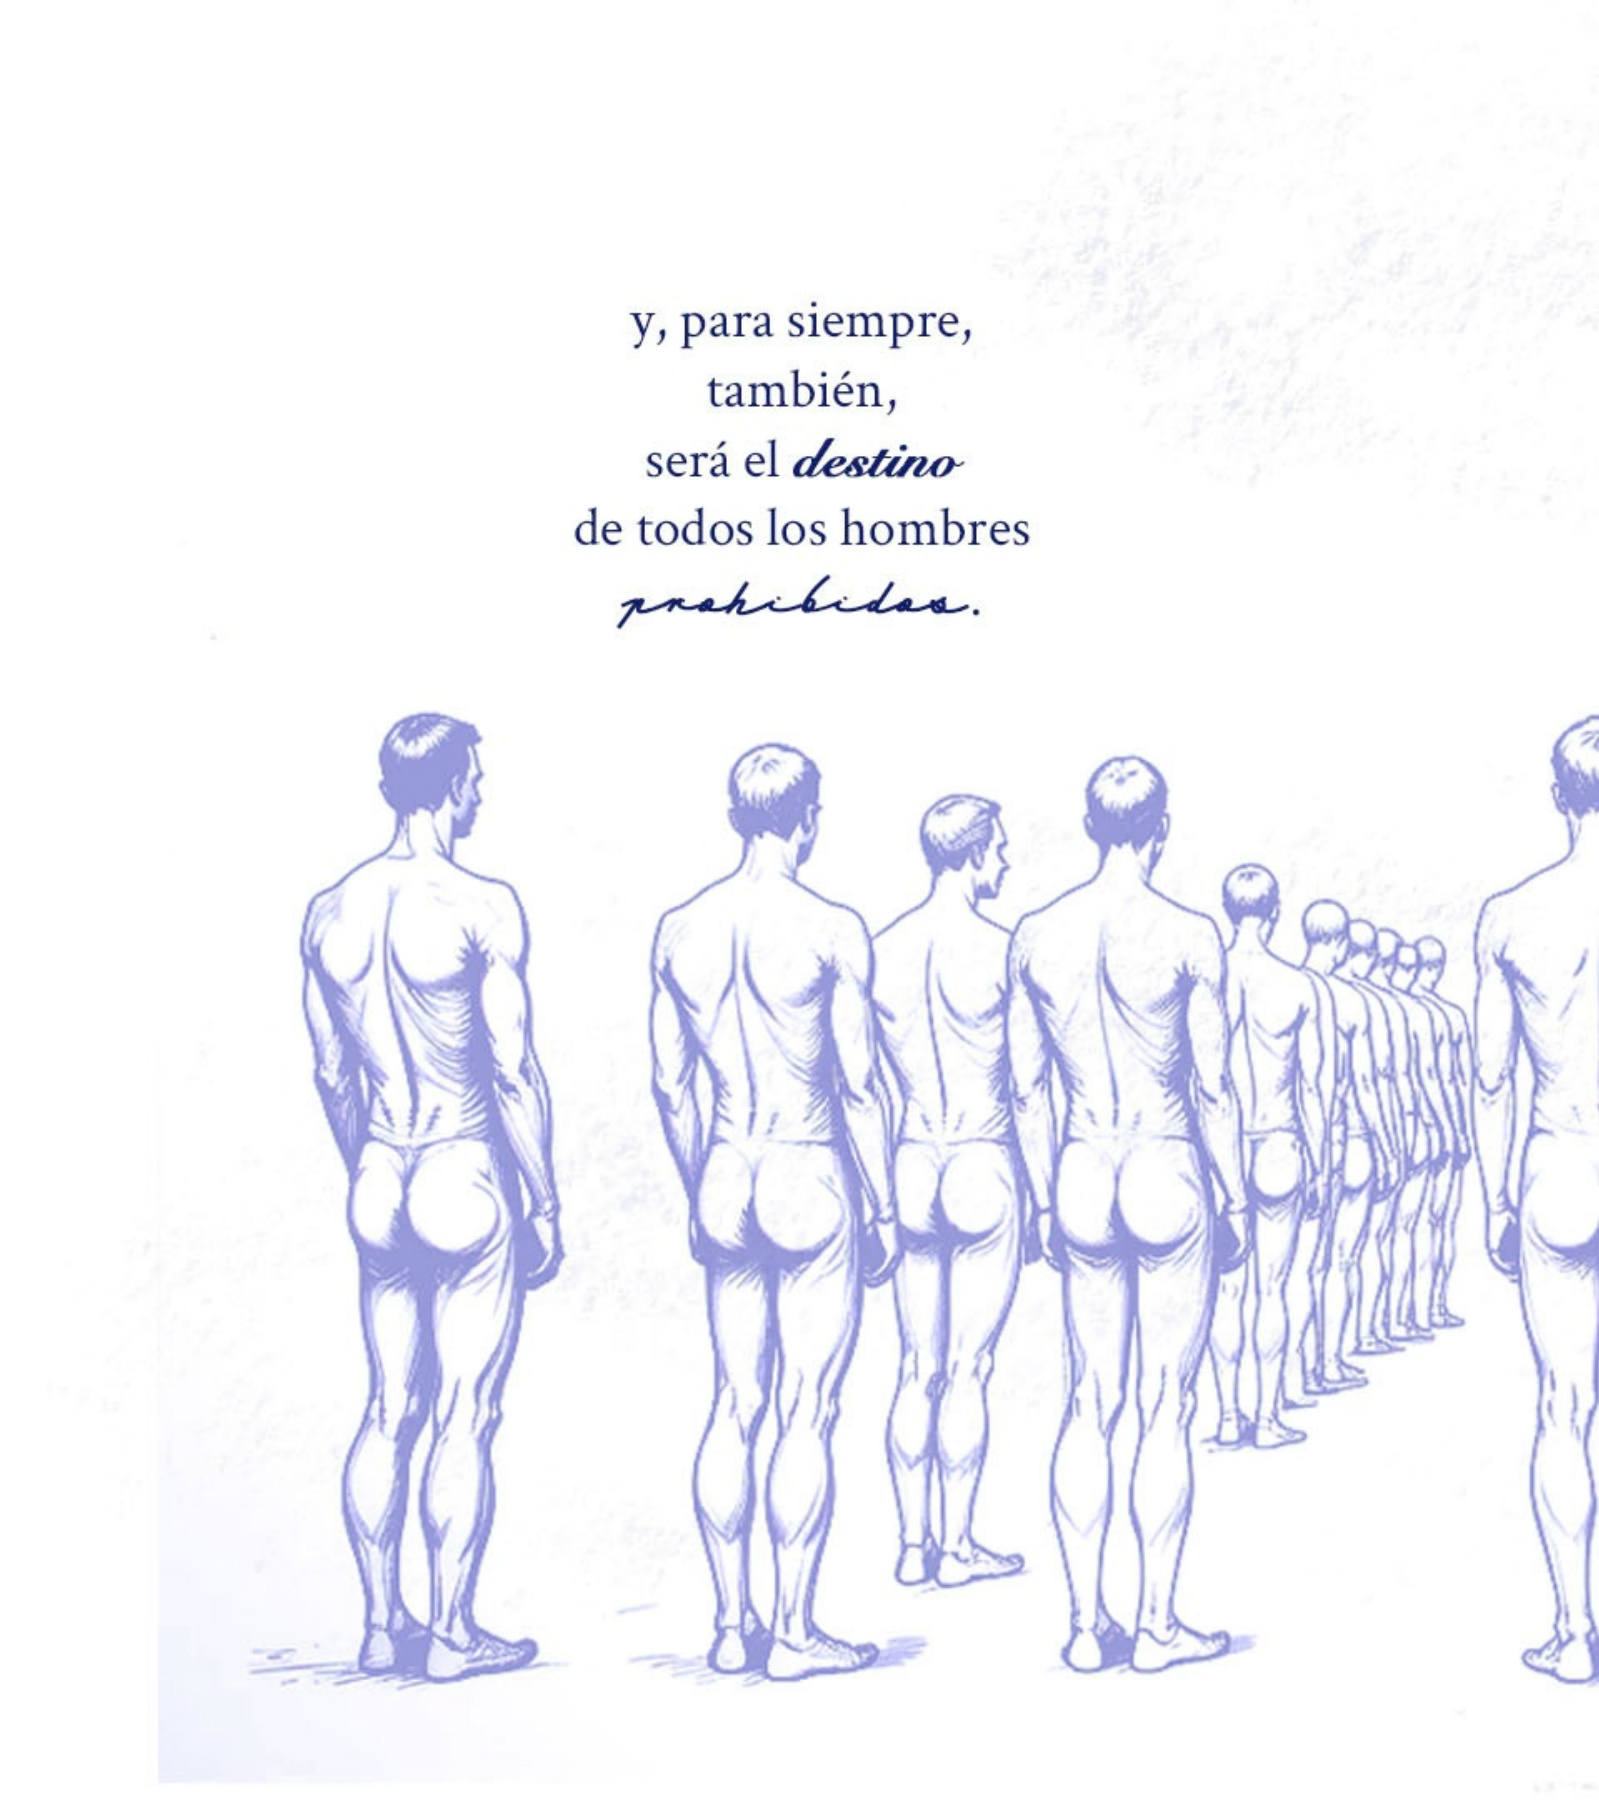 y, para siempre,
también,
será el destino
de todos los hombres
prohibidos.